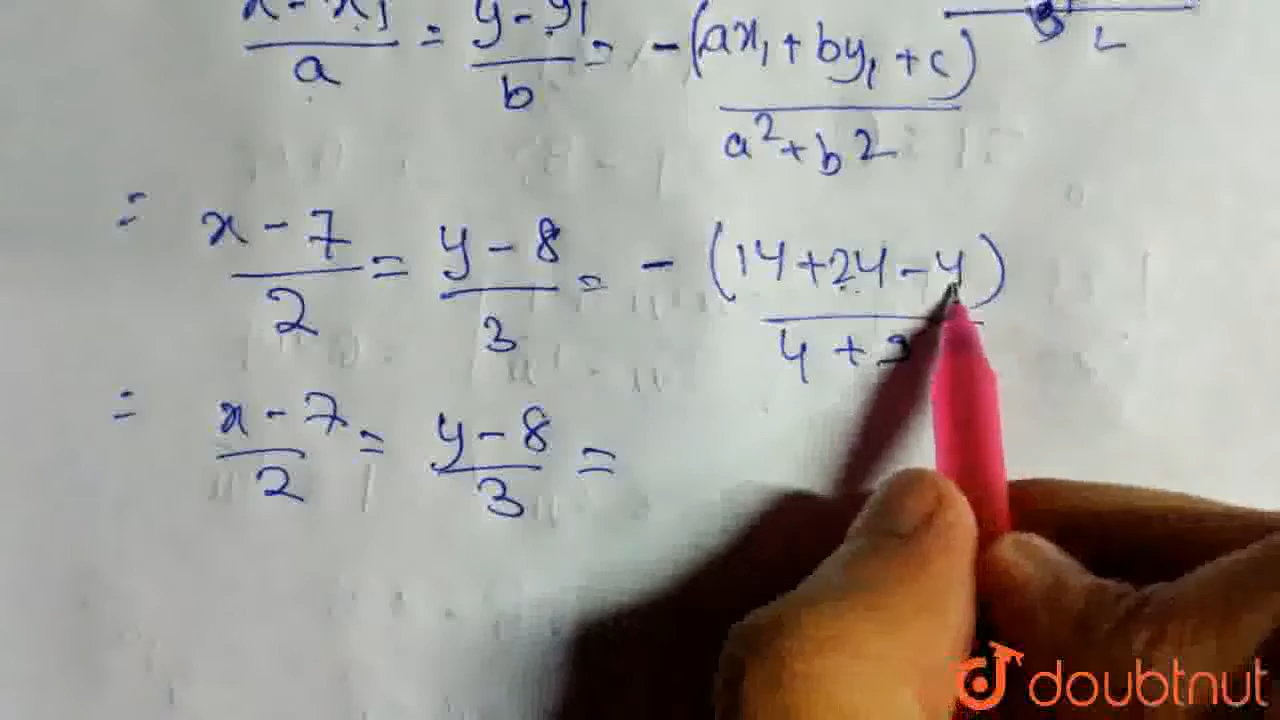 x - x1 / a = y - y1 / b = -(ax1 + by1 + c) / a2 + b2
L
= x - 7 / 2 = y - 8 / 3 = - (14 + 24 - 4) / 4 +
= x - 7 / 2 = y - 8 / 3 =
doubtnut